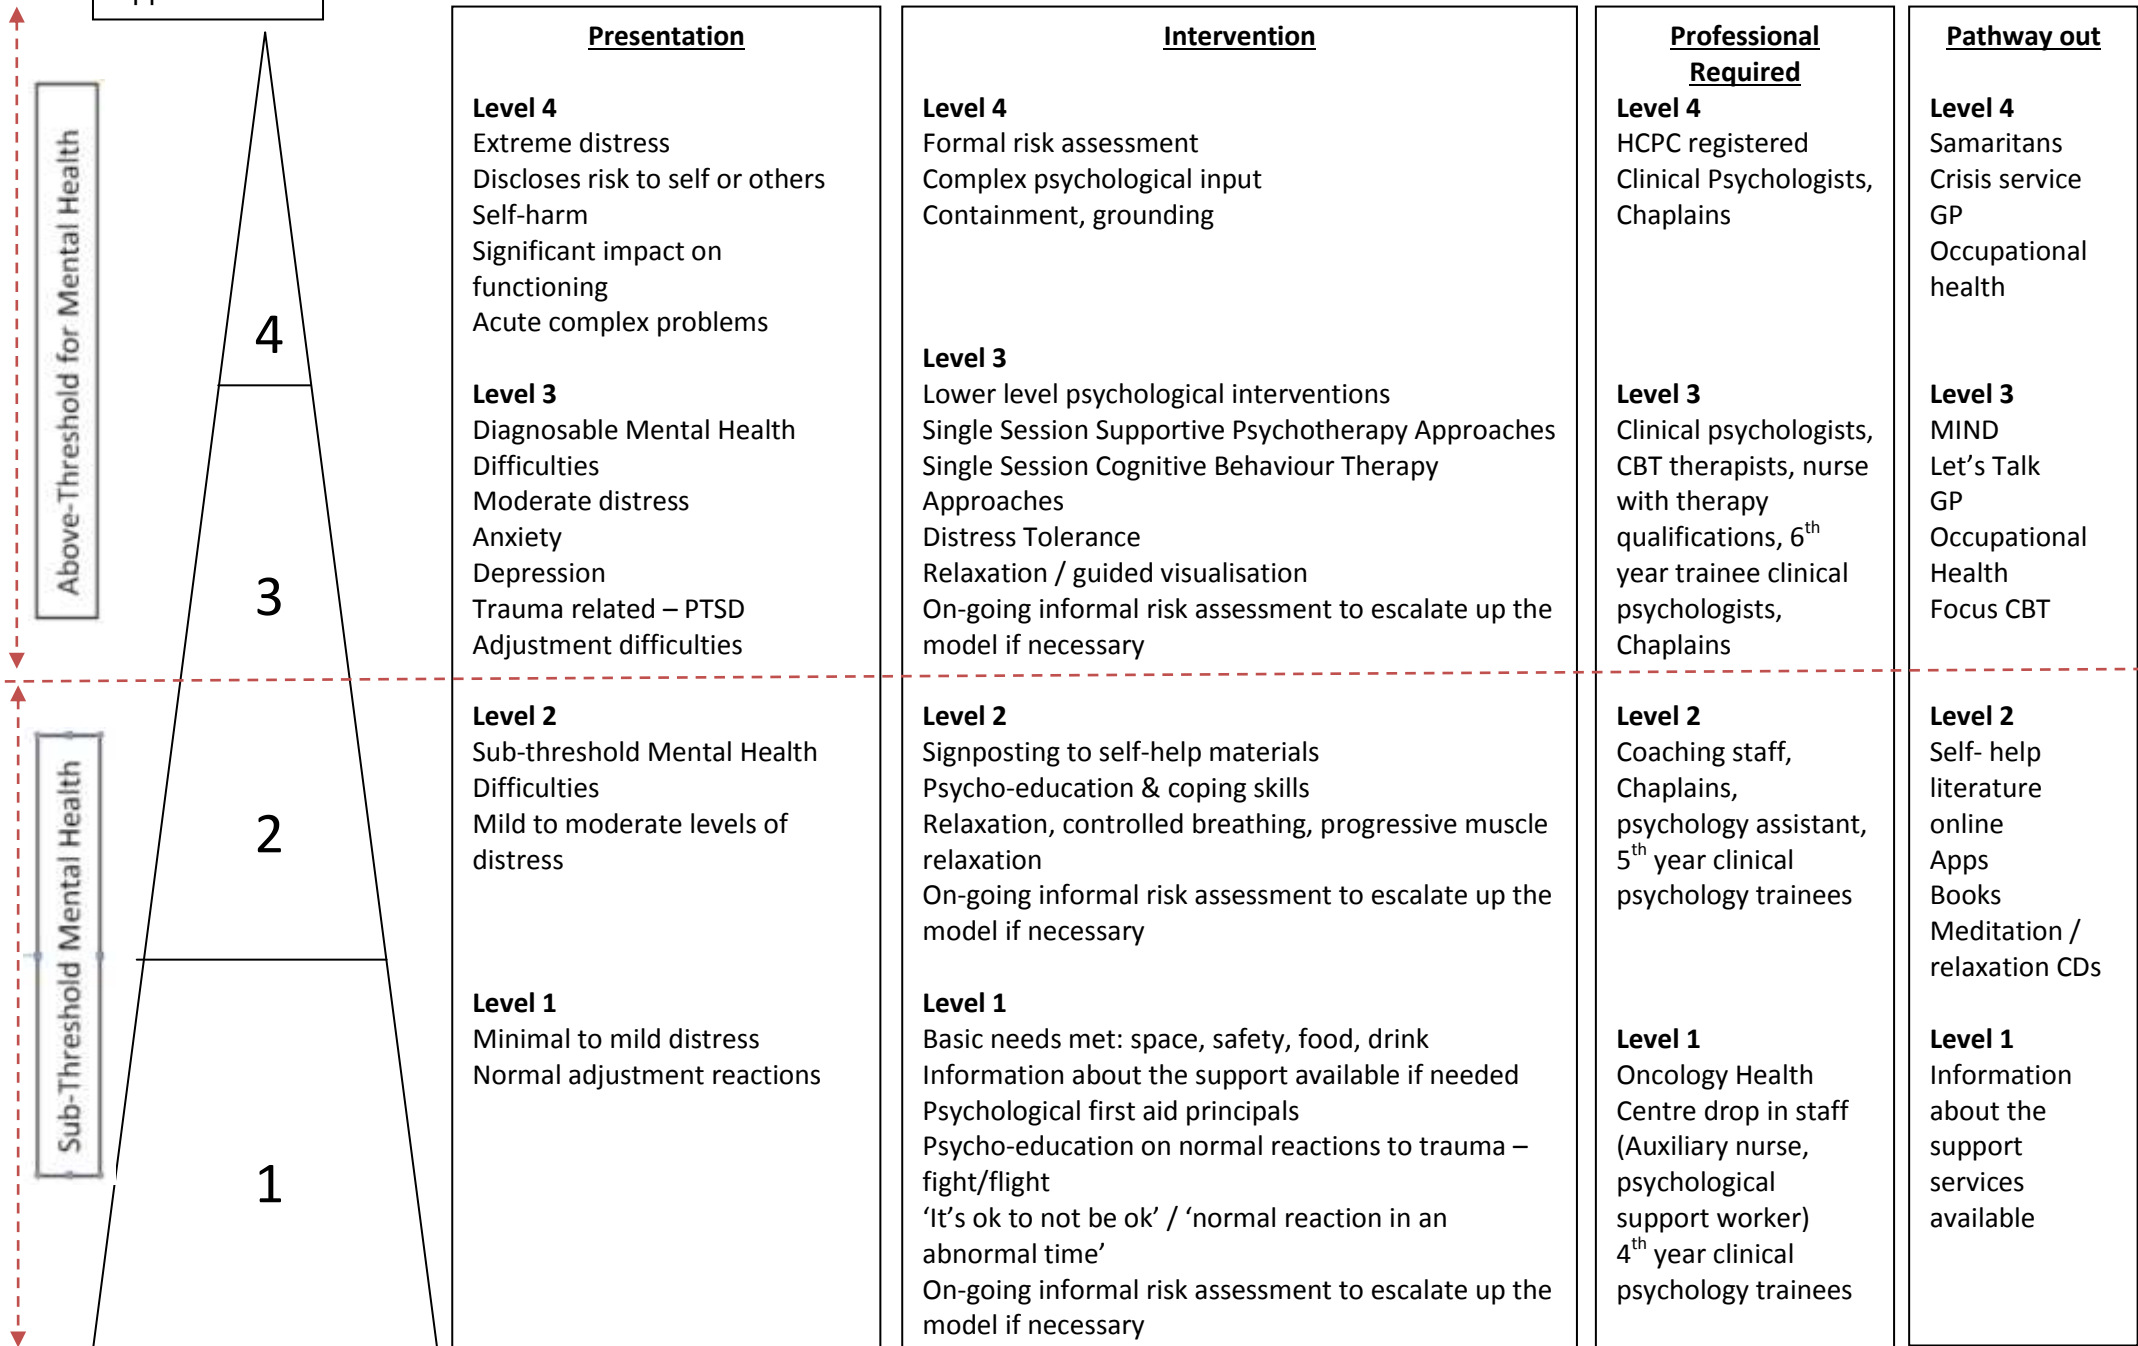 Above-Threshold for Mental Health
Sub-Threshold Mental Health
4
3
2
1
Presentation
Level 4
Extreme distress
Discloses risk to self or others
Self-harm
Significant impact on
functioning
Acute complex problems
Level 3
Diagnosable Mental Health
Difficulties
Moderate distress
Anxiety
Depression
Trauma related – PTSD
Adjustment difficulties
Level 2
Sub-threshold Mental Health
Difficulties
Mild to moderate levels of
distress
Level 1
Minimal to mild distress
Normal adjustment reactions
Intervention
Level 4
Formal risk assessment
Complex psychological input
Containment, grounding
Level 3
Lower level psychological interventions
Single Session Supportive Psychotherapy Approaches
Single Session Cognitive Behaviour Therapy
Approaches
Distress Tolerance
Relaxation / guided visualisation
On-going informal risk assessment to escalate up the
model if necessary
Level 2
Signposting to self-help materials
Psycho-education & coping skills
Relaxation, controlled breathing, progressive muscle
relaxation
On-going informal risk assessment to escalate up the
model if necessary
Level 1
Basic needs met: space, safety, food, drink
Information about the support available if needed
Psychological first aid principals
Psycho-education on normal reactions to trauma –
fight/flight
‘It’s ok to not be ok’ / ‘normal reaction in an
abnormal time’
On-going informal risk assessment to escalate up the
model if necessary
Professional
Required
Level 4
HCPC registered
Clinical Psychologists,
Chaplains
Level 3
Clinical psychologists,
CBT therapists, nurse
with therapy
qualifications, 6th
year trainee clinical
psychologists,
Chaplains
Level 2
Coaching staff,
Chaplains,
psychology assistant,
5th year clinical
psychology trainees
Level 1
Oncology Health
Centre drop in staff
(Auxiliary nurse,
psychological
support worker)
4th year clinical
psychology trainees
Pathway out
Level 4
Samaritans
Crisis service
GP
Occupational
health
Level 3
MIND
Let’s Talk
GP
Occupational
Health
Focus CBT
Level 2
Self- help
literature
online
Apps
Books
Meditation /
relaxation CDs
Level 1
Information
about the
support
services
available